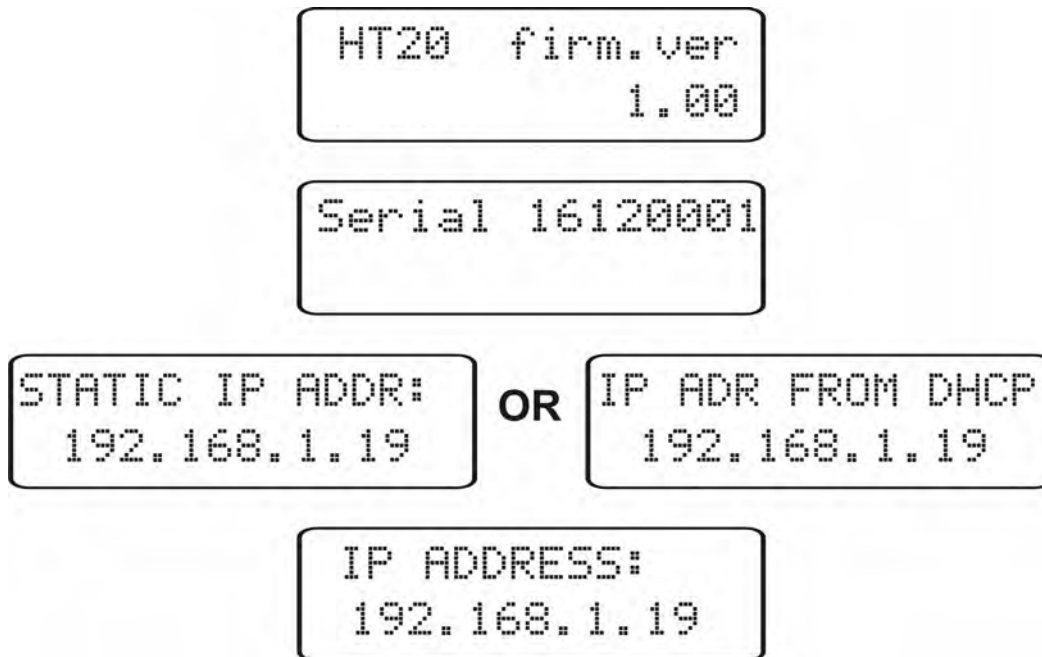 HT20 firm.ver
1.00
Serial 16120001
STATIC IP ADDR:
192.168.1.19
OR
IP ADR FROM DHCP
192.168.1.19
IP ADDRESS:
192.168.1.19